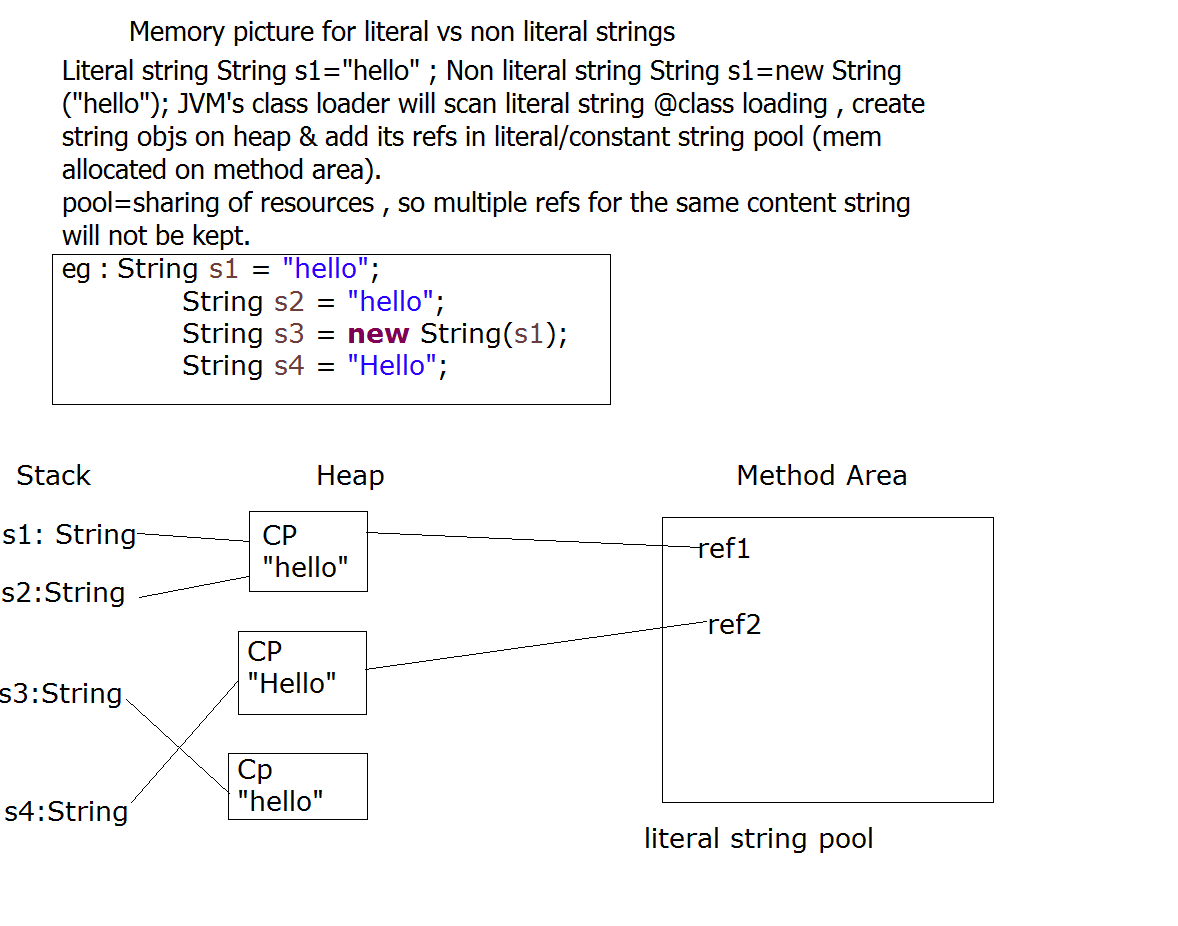 Memory picture for literal vs non literal strings
Literal string String s1="hello" ; Non literal string String s1=new String
("hello"); JVM's class loader will scan literal string @class loading , create
string objs on heap & add its refs in literal/constant string pool (mem
allocated on method area).
pool=sharing of resources , so multiple refs for the same content string
will not be kept.
eg : String s1 = "hello";
String s2 = "hello";
String s3 = new String(s1);
String s4 = "Hello";
Stack Heap Method Area
s1: String
CP
"hello"
ref1
s2:String
ref2
CP
"Hello"
s3:String
Cp
"hello"
s4:String
literal string pool